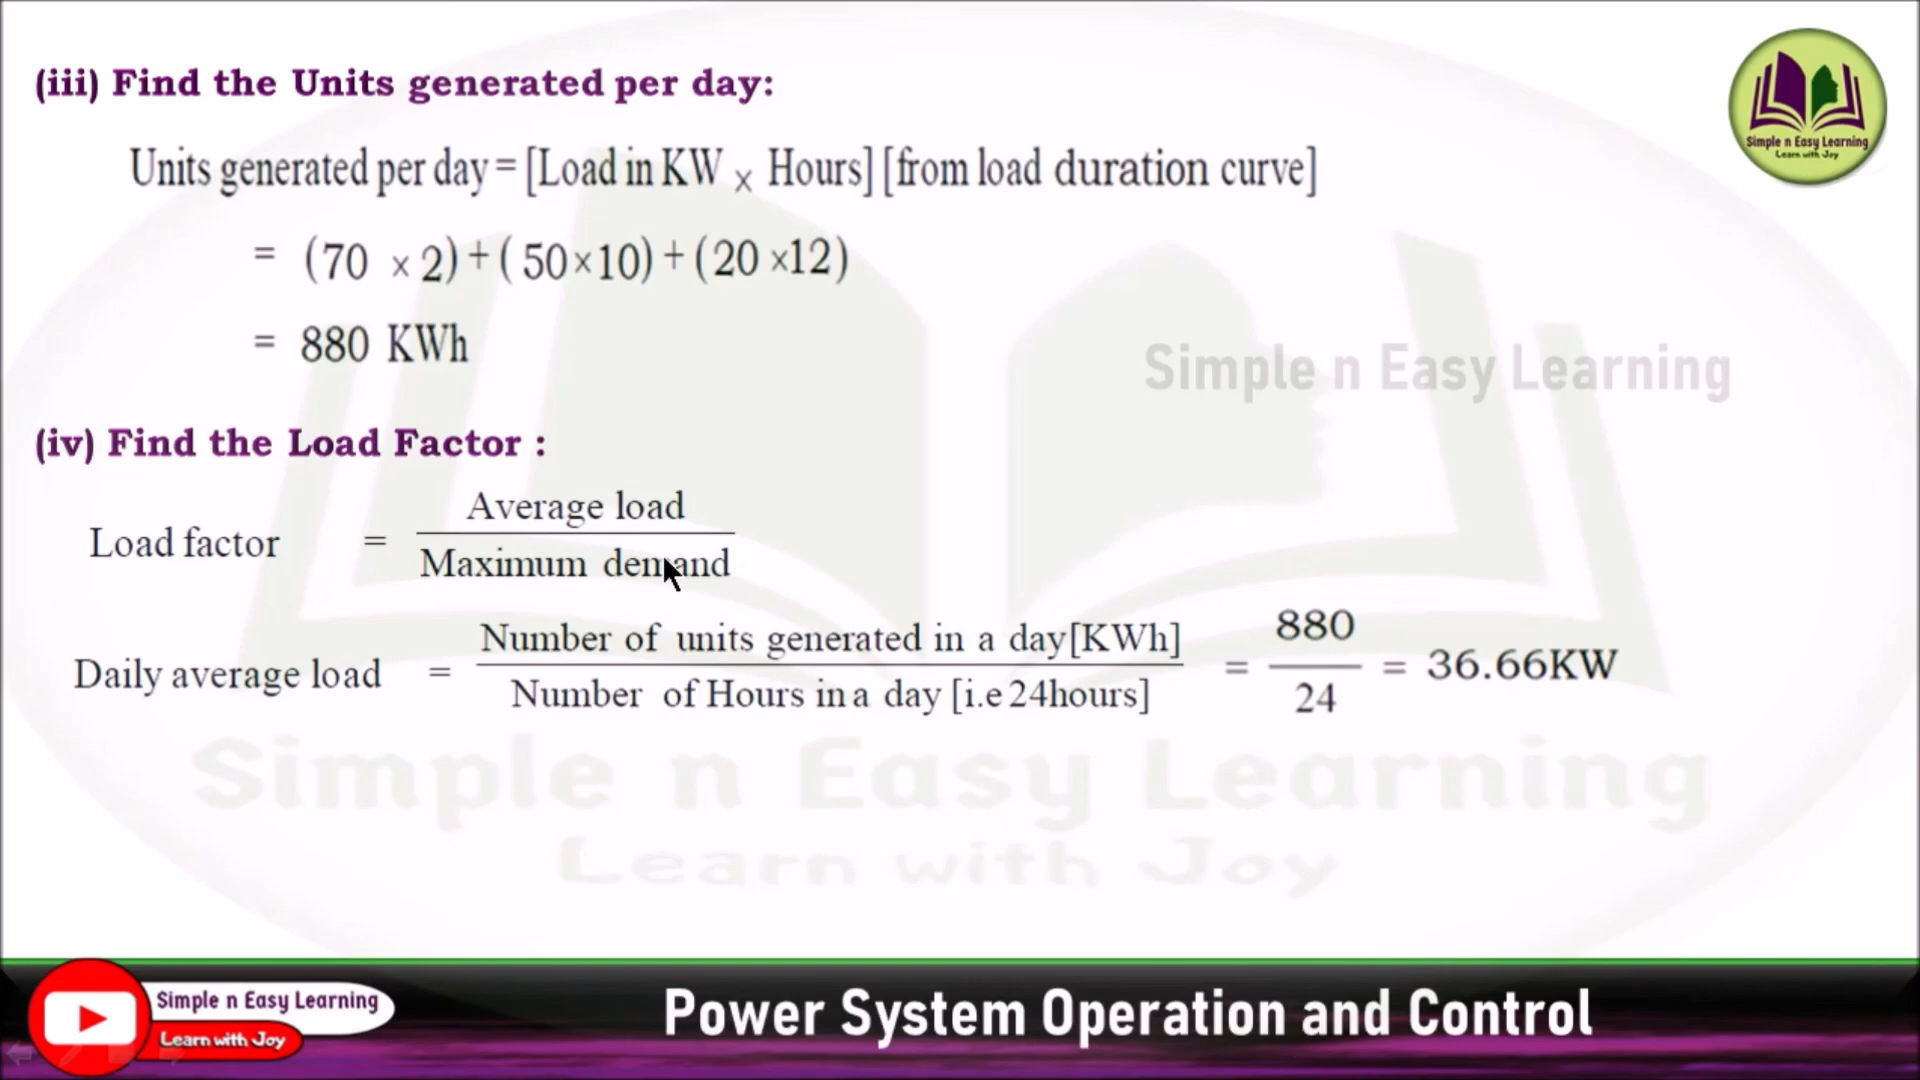 (iii) Find the Units generated per day:
Simple n Easy Learning
Learn with Joy
Units generated per day = [Load in KW × Hours] [from load duration curve]
= (70 × 2) + ( 50×10) + (20 ×12)
= 880 KWh
Simple n Easy Learning
(iv) Find the Load Factor :
Load factor = Average load / Maximum demand
Daily average load = Number of units generated in a day[KWh] / Number of Hours in a day [i.e 24hours] = 880 / 24 = 36.66KW
Simple n Easy Learning
Learn with Joy
Simple n Easy Learning
Learn with Joy
Power System Operation and Control